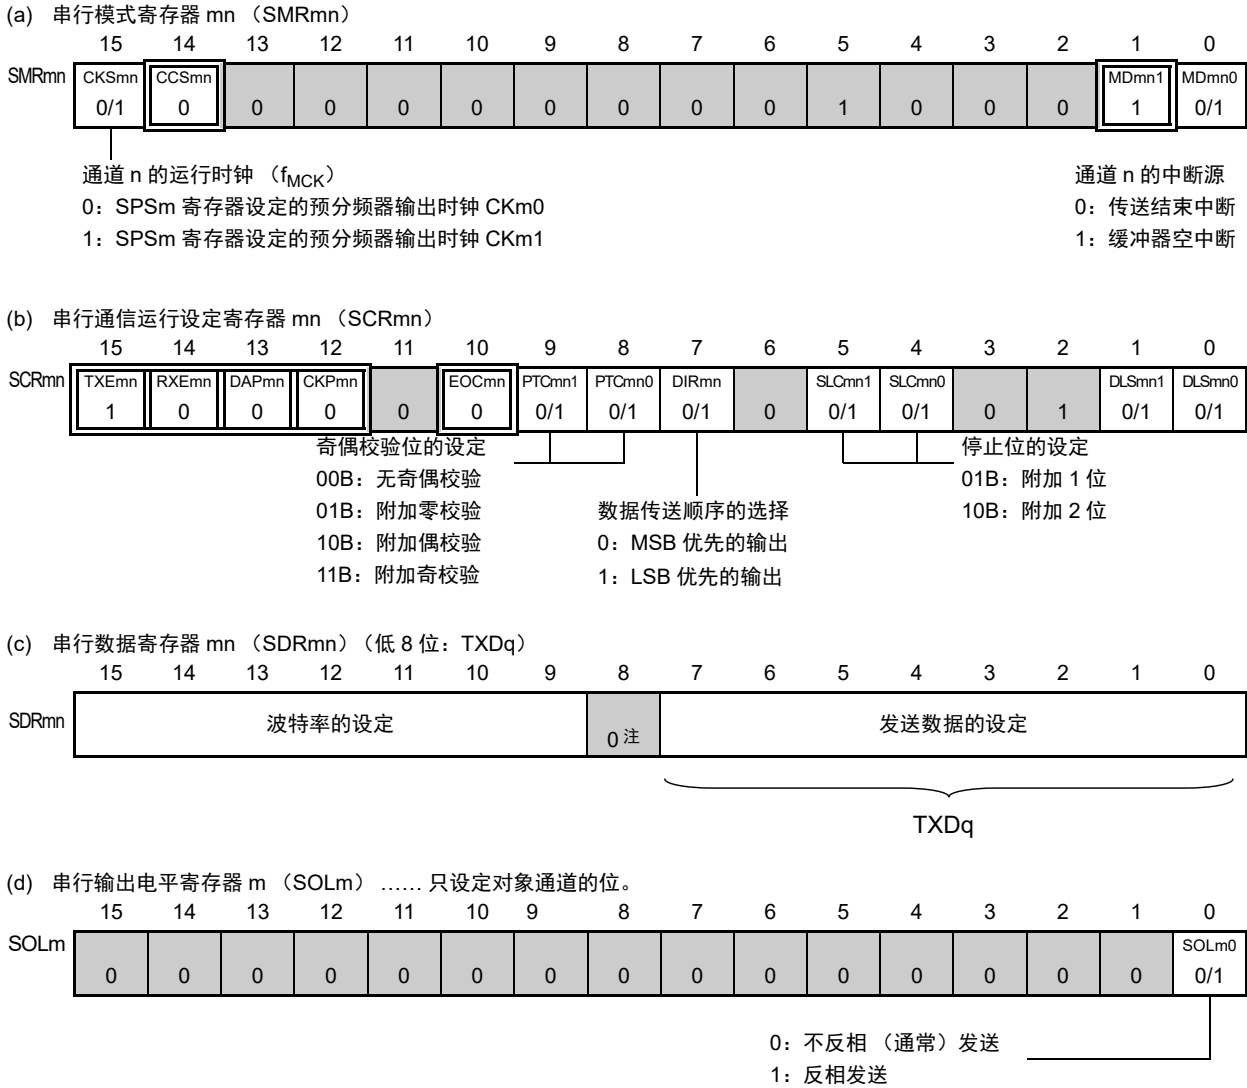 (a) 串行模式寄存器 mn （SMRmn）
15 14 13 12 11 10 9 8 7 6 5 4 3 2 1 0
SMRmn CKSmn CCSmn MDmn1 MDmn0
0/1 0 0 0 0 0 0 0 0 0 1 0 0 0 1 0/1
通道 n 的运行时钟 （fMCK）
0：SPSm 寄存器设定的预分频器输出时钟 CKm0
1：SPSm 寄存器设定的预分频器输出时钟 CKm1
通道 n 的中断源
0：传送结束中断
1：缓冲器空中断
(b) 串行通信运行设定寄存器 mn （SCRmn）
15 14 13 12 11 10 9 8 7 6 5 4 3 2 1 0
SCRmn TXEmn RXEmn DAPmn CKPmn EOCmn PTCmn1 PTCmn0 DIRmn SLCmn1 SLCmn0 DLSmn1 DLSmn0
1 0 0 0 0 0 0/1 0/1 0/1 0 0/1 0/1 0 1 0/1 0/1
奇偶校验位的设定
00B：无奇偶校验
01B：附加零校验
10B：附加偶校验
11B：附加奇校验
数据传送顺序的选择
0：MSB 优先的输出
1：LSB 优先的输出
停止位的设定
01B：附加 1 位
10B：附加 2 位
(c) 串行数据寄存器 mn （SDRmn）（低 8 位：TXDq）
15 14 13 12 11 10 9 8 7 6 5 4 3 2 1 0
SDRmn 波特率的设定 0 注 发送数据的设定
TXDq
(d) 串行输出电平寄存器 m （SOLm） …… 只设定对象通道的位。
15 14 13 12 11 10 9 8 7 6 5 4 3 2 1 0
SOLm SOLm0
0 0 0 0 0 0 0 0 0 0 0 0 0 0 0 0/1
0：不反相 （通常）发送
1：反相发送